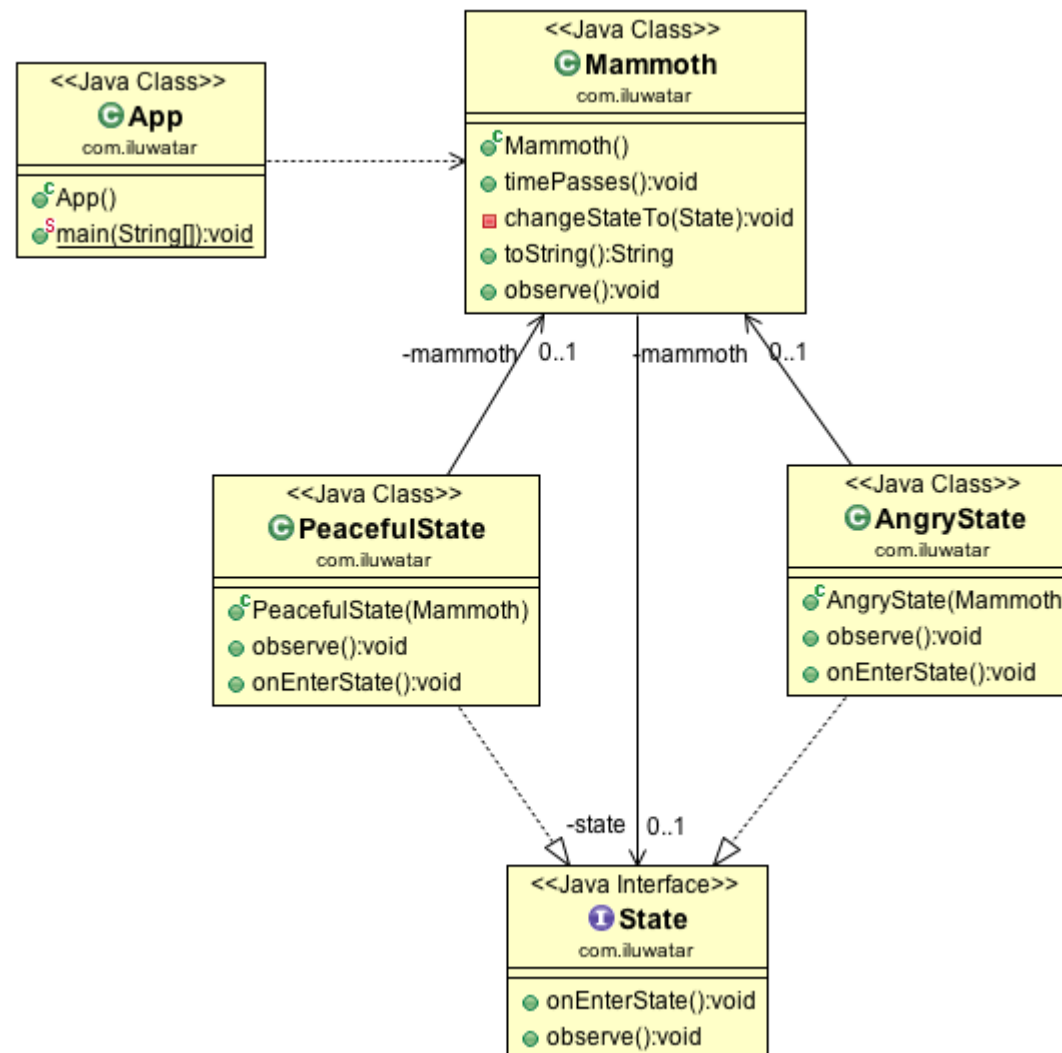 <<Java Class>>
App
com.iluwatar
App()
main(String[]):void
<<Java Class>>
Mammoth
com.iluwatar
Mammoth()
timePasses():void
changeStateTo(State):void
toString():String
observe():void
-mammoth 0..1
-mammoth 0..1
<<Java Class>>
PeacefulState
com.iluwatar
PeacefulState(Mammoth)
observe():void
onEnterState():void
<<Java Class>>
AngryState
com.iluwatar
AngryState(Mammoth
observe():void
onEnterState():void
-state 0..1
<<Java Interface>>
State
com.iluwatar
onEnterState():void
observe():void